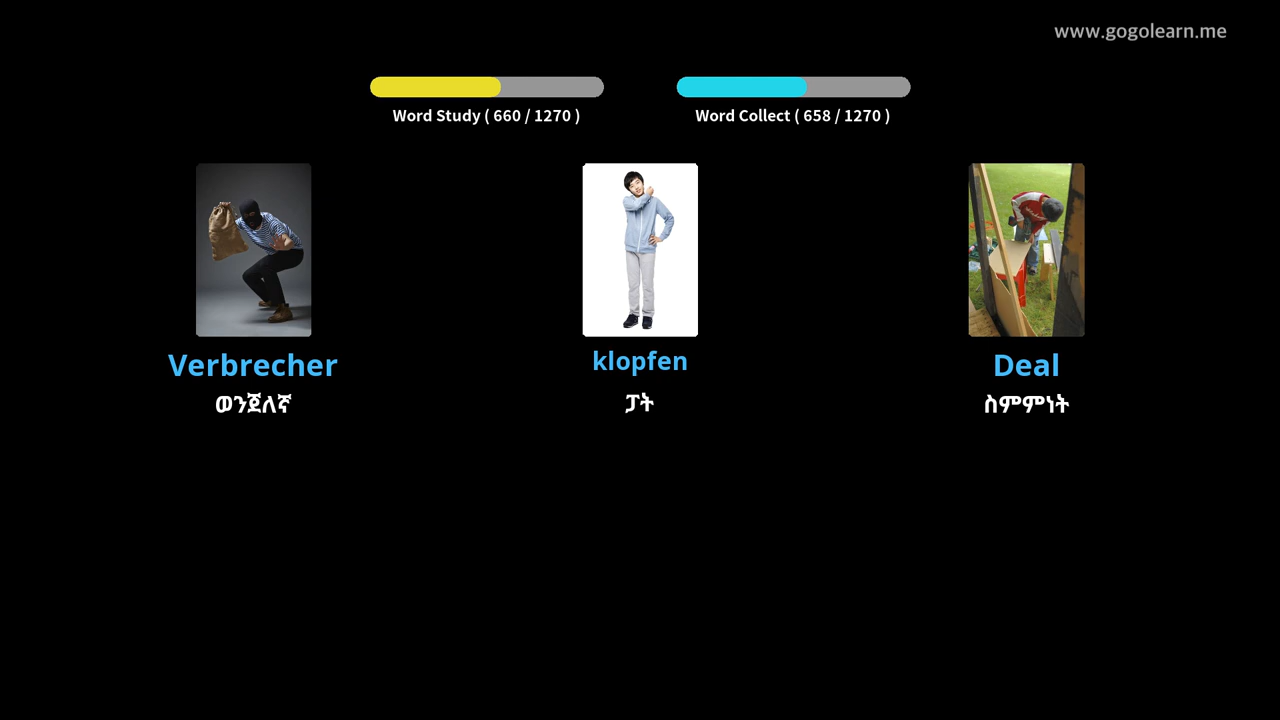 www.gogolearn.me
Word Study ( 660 / 1270 )
Word Collect ( 658 / 1270 )
Verbrecher
klopfen
Deal
ወንጀለኛ
ፓት
ስምምነት